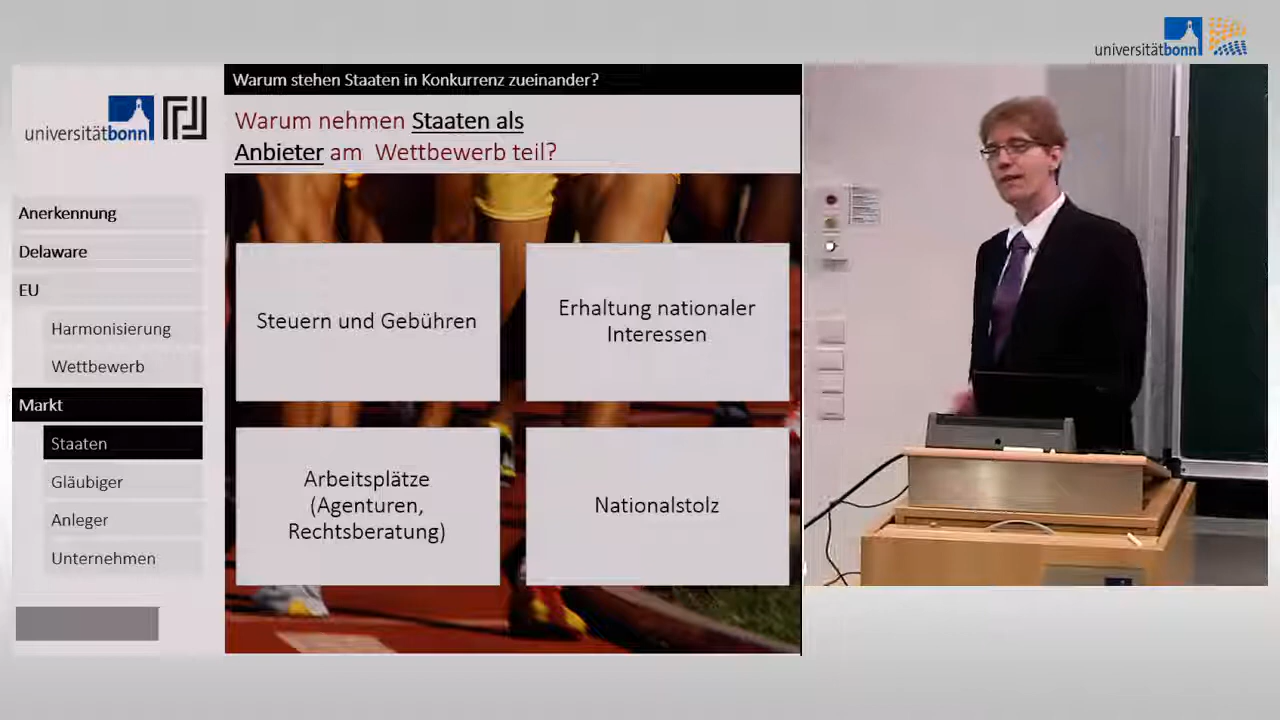 universitätbonn
Warum stehen Staaten in Konkurrenz zueinander?
universitätbonn
Warum nehmen Staaten als
Anbieter am Wettbewerb teil?
Anerkennung
Delaware
EU
Harmonisierung
Wettbewerb
Markt
Staaten
Gläubiger
Anleger
Unternehmen
Steuern und Gebühren
Erhaltung nationaler
Interessen
Arbeitsplätze
(Agenturen,
Rechtsberatung)
Nationalstolz